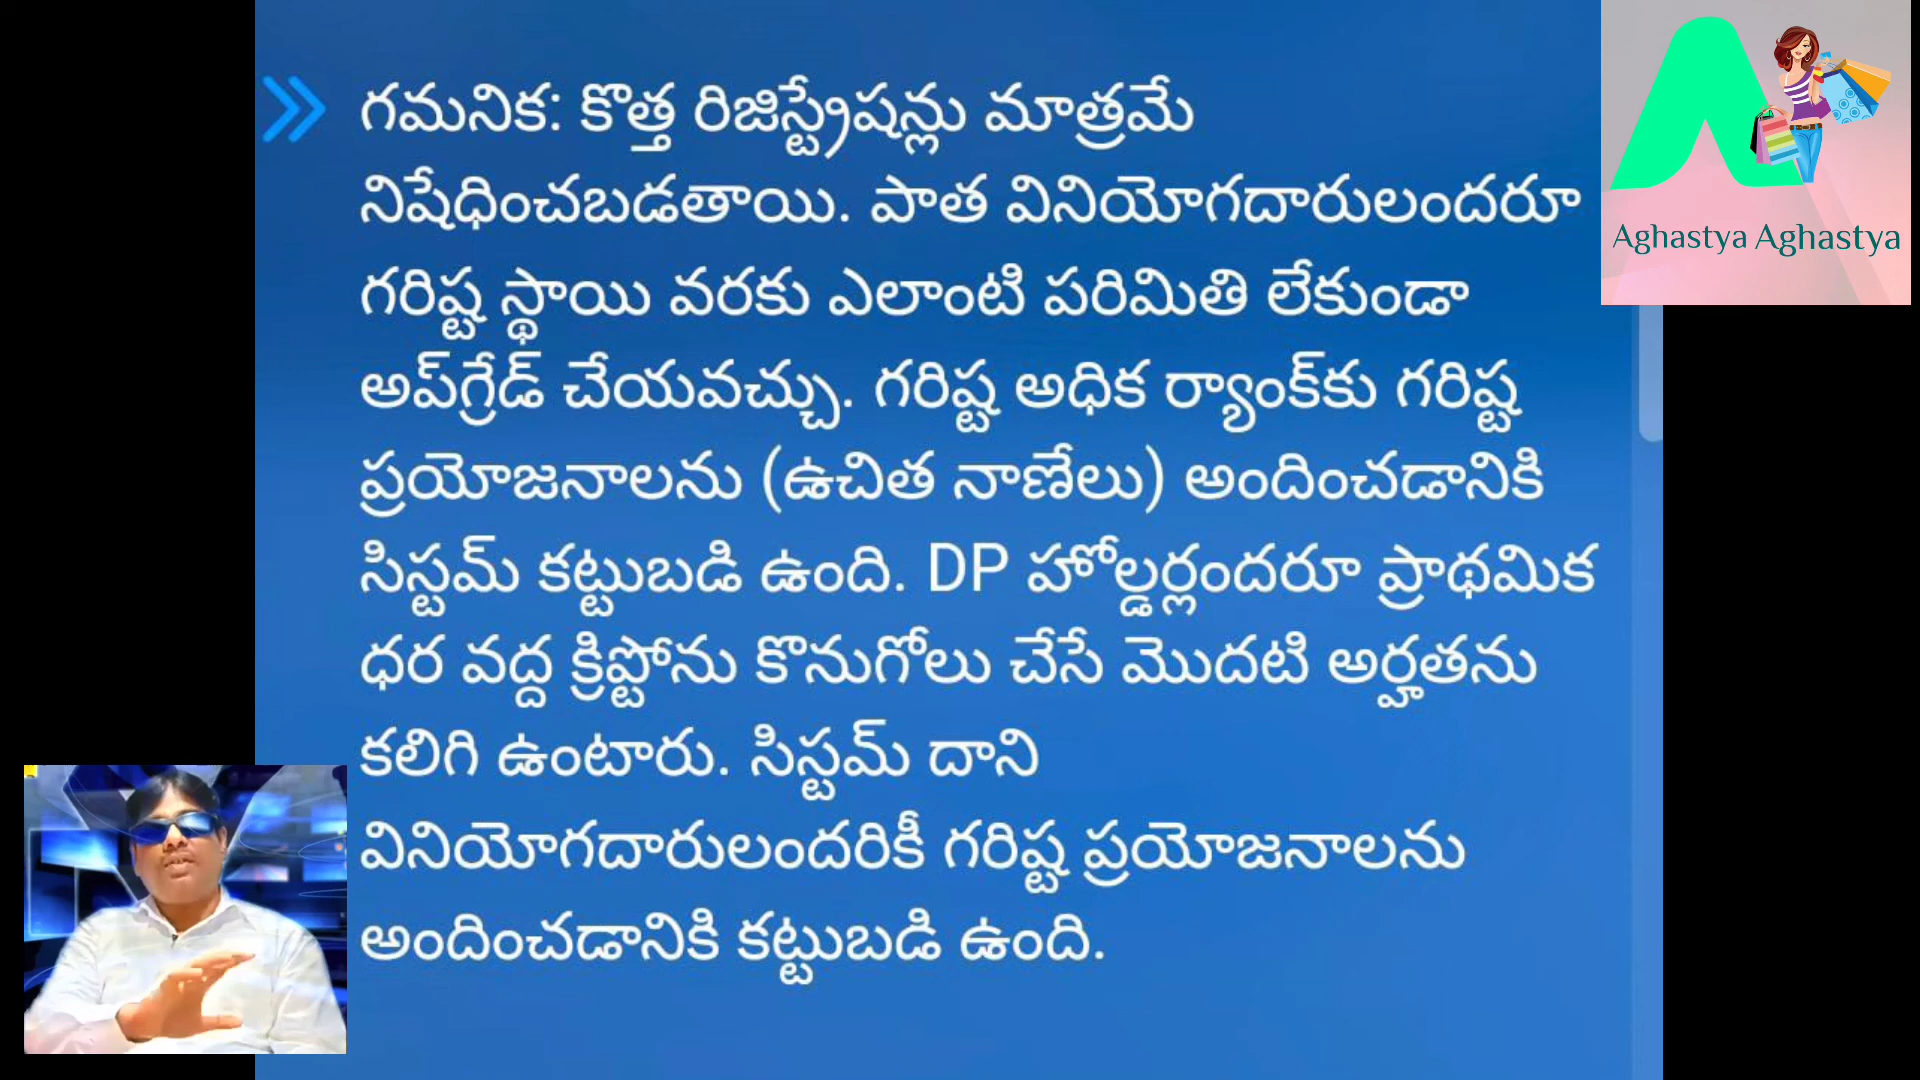 గమనిక: కొత్త రిజిస్ట్రేషన్లు మాత్రమే
నిషేధించబడతాయి. పాత వినియోగదారులందరూ
గరిష్ట స్థాయి వరకు ఎలాంటి పరిమితి లేకుండా
అప్‌గ్రేడ్ చేయవచ్చు. గరిష్ట అధిక ర్యాంక్‌కు గరిష్ట
ప్రయోజనాలను (ఉచిత నాణేలు) అందించడానికి
సిస్టమ్ కట్టుబడి ఉంది. DP హోల్డర్లందరూ ప్రాథమిక
ధర వద్ద క్రిప్టోను కొనుగోలు చేసే మొదటి అర్హతను
కలిగి ఉంటారు. సిస్టమ్ దాని
వినియోగదారులందరికీ గరిష్ట ప్రయోజనాలను
అందించడానికి కట్టుబడి ఉంది.
Aghastya Aghastya